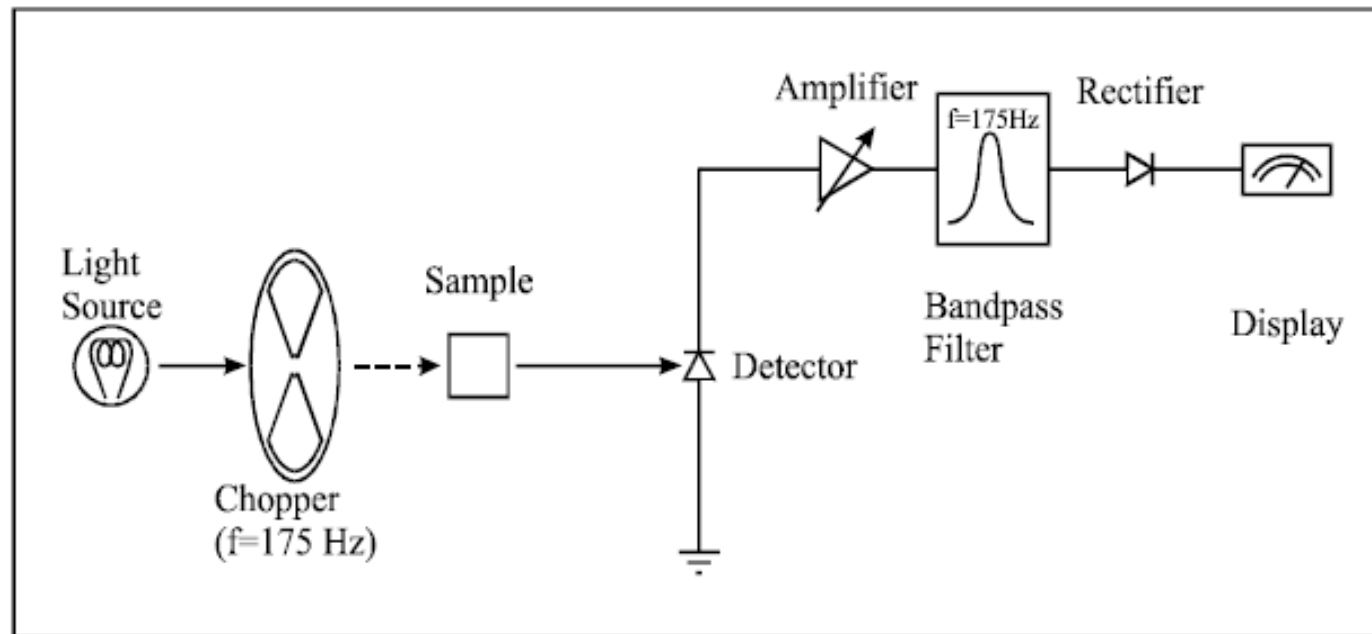 Amplifier
f=175Hz
Rectifier
Light
Source
Sample
Bandpass
Filter
Display
Detector
Chopper
(f=175 Hz)